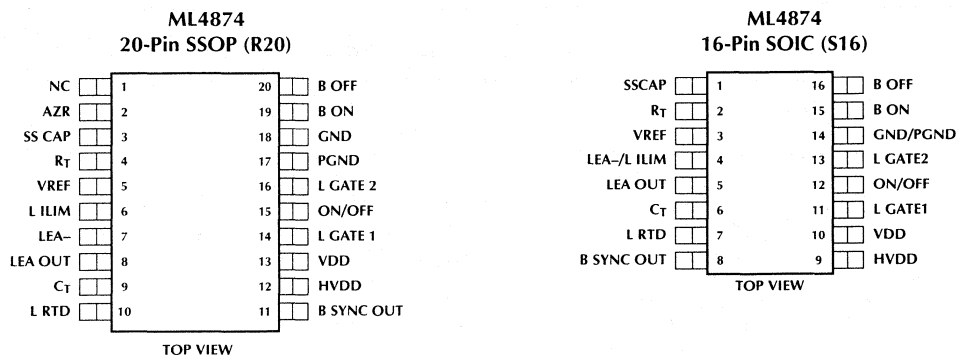 ML4874
20-Pin SSOP (R20)
NC 1 20 B OFF
AZR 2 19 B ON
SS CAP 3 18 GND
RT 4 17 PGND
VREF 5 16 L GATE 2
L ILIM 6 15 ON/OFF
LEA– 7 14 L GATE 1
LEA OUT 8 13 VDD
CT 9 12 HVDD
L RTD 10 11 B SYNC OUT
TOP VIEW
ML4874
16-Pin SOIC (S16)
SSCAP 1 16 B OFF
RT 2 15 B ON
VREF 3 14 GND/PGND
LEA–/L ILIM 4 13 L GATE2
LEA OUT 5 12 ON/OFF
CT 6 11 L GATE1
L RTD 7 10 VDD
B SYNC OUT 8 9 HVDD
TOP VIEW